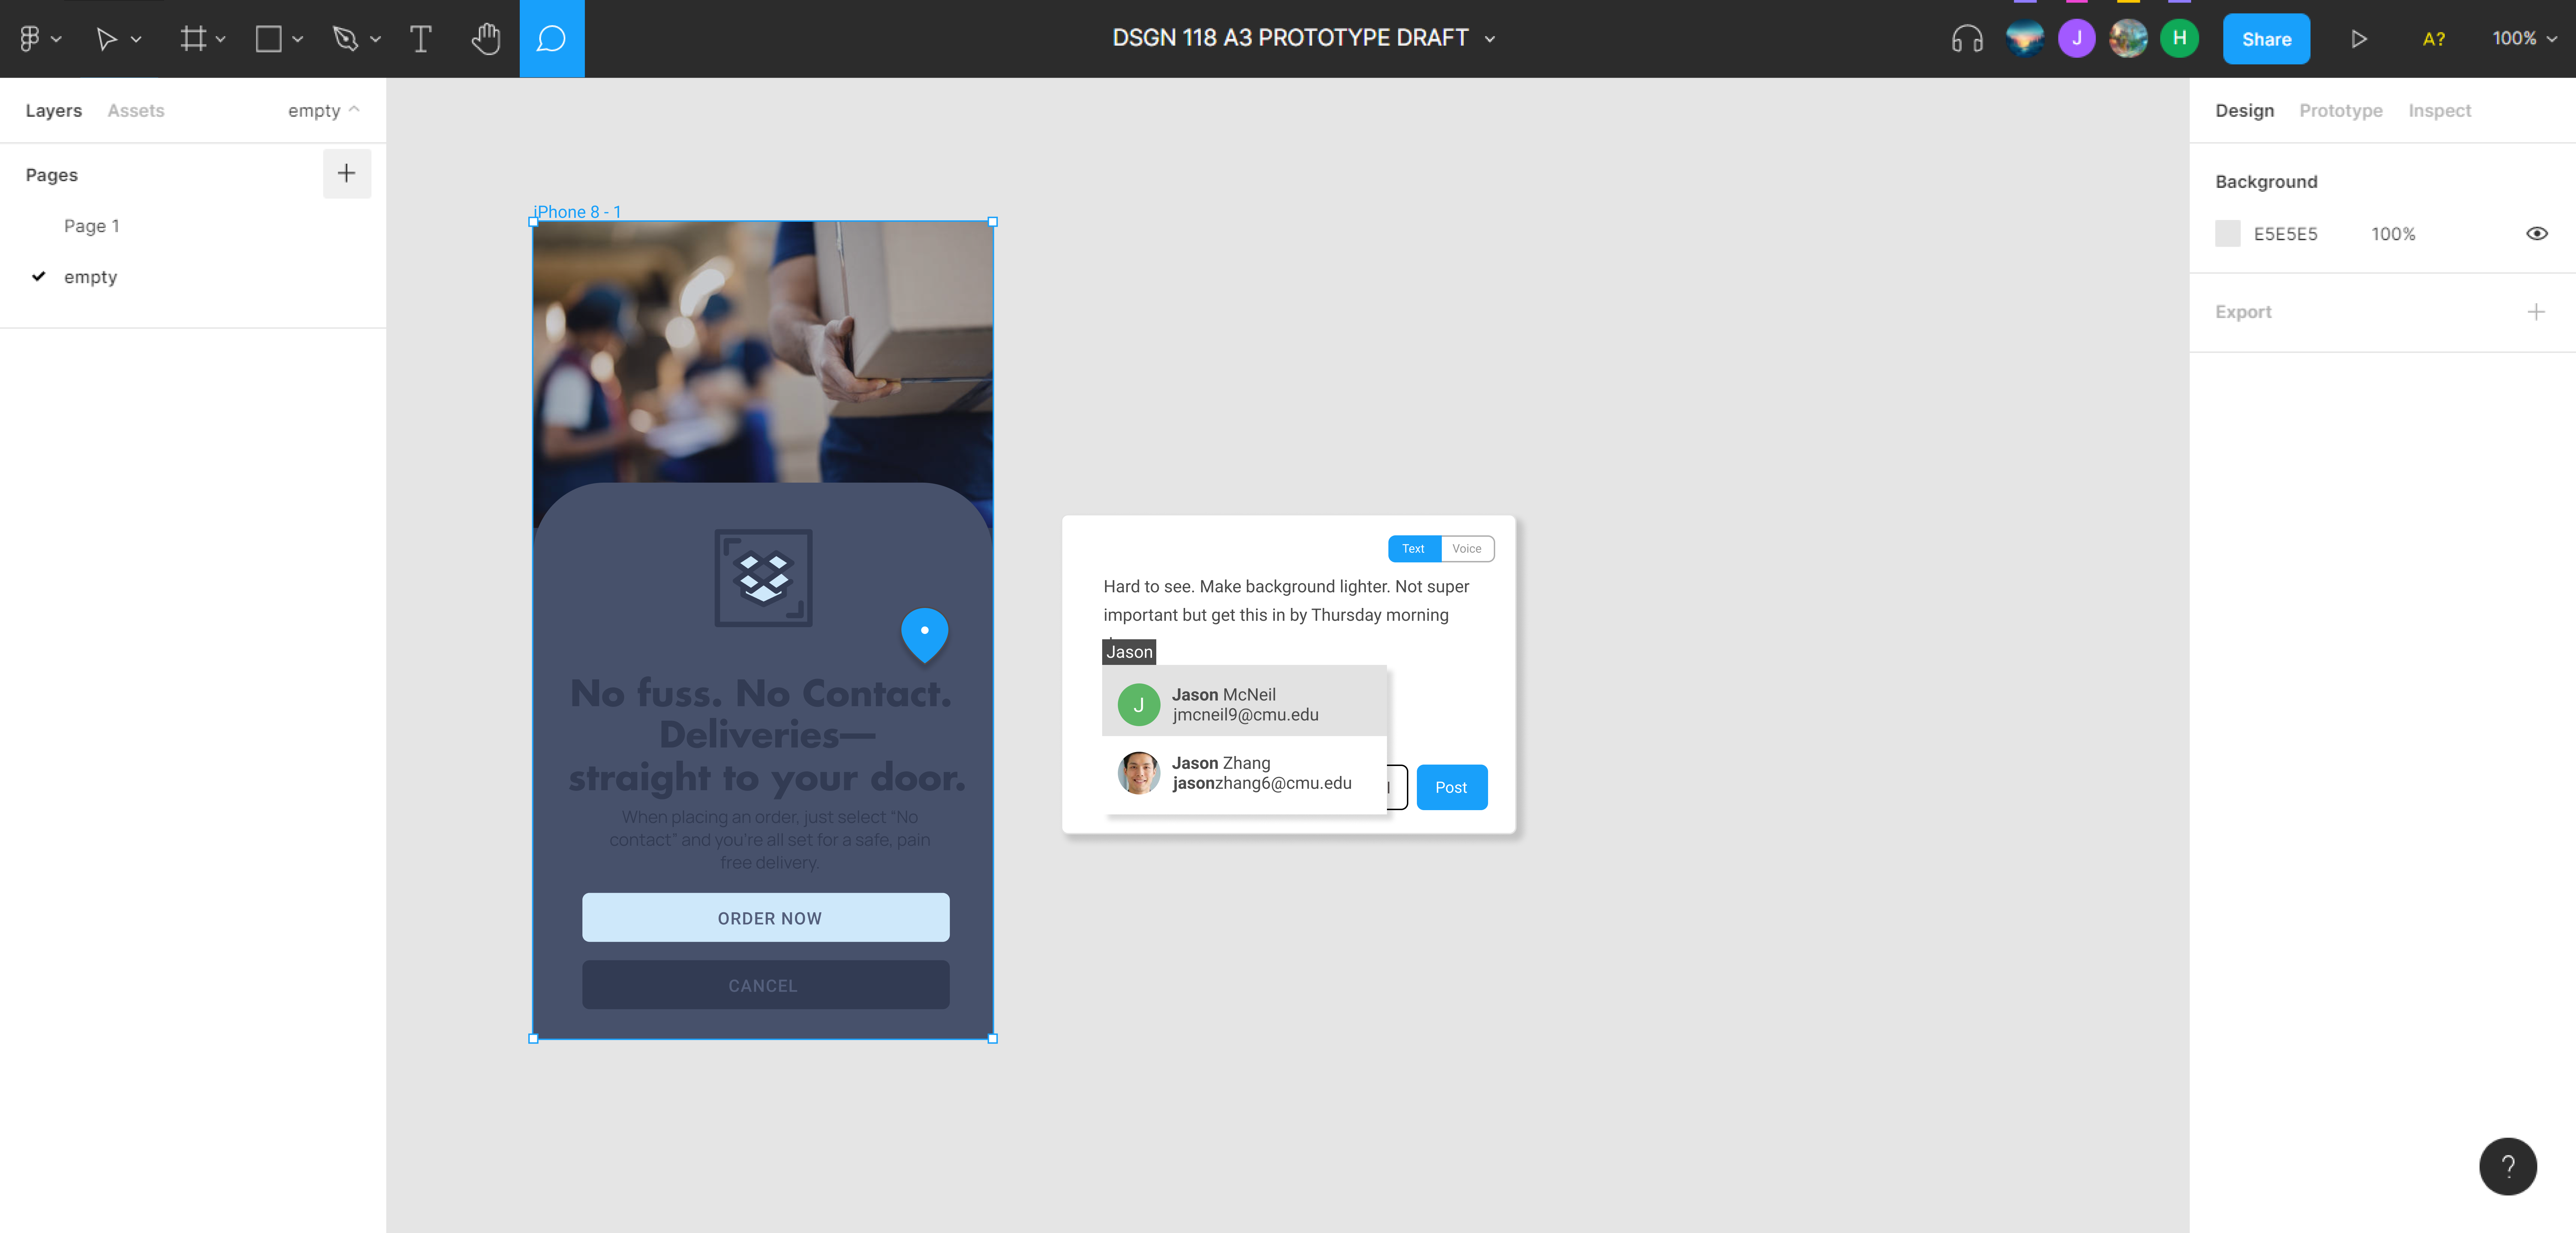 DSGN 118 A3 PROTOTYPE DRAFT
J
H
Share
A?
100%
Layers
Assets
empty
Pages
Page 1
empty
iPhone 8 - 1
No fuss. No Contact.
Deliveries—
straight to your door.
When placing an order, just select “No
contact” and you’re all set for a safe, pain
free delivery.
ORDER NOW
CANCEL
Text
Voice
Hard to see. Make background lighter. Not super
important but get this in by Thursday morning
Jason
J
Jason McNeil
jmcneil9@cmu.edu
Jason Zhang
jasonzhang6@cmu.edu
Post
Design
Prototype
Inspect
Background
E5E5E5
100%
Export
?